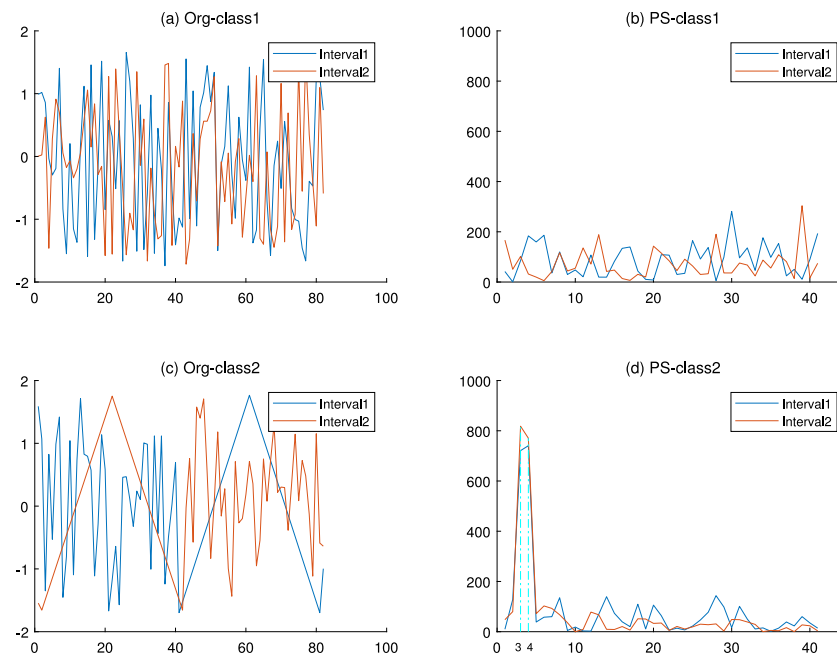 (a) Org-class1
2
1
0
-1
-2
0 20 40 60 80 100
Interval1
Interval2
(b) PS-class1
1000
800
600
400
200
0
0 10 20 30 40
Interval1
Interval2
(c) Org-class2
2
1
0
-1
-2
0 20 40 60 80 100
Interval1
Interval2
(d) PS-class2
1000
800
600
400
200
0
0 3 4 10 20 30 40
Interval1
Interval2